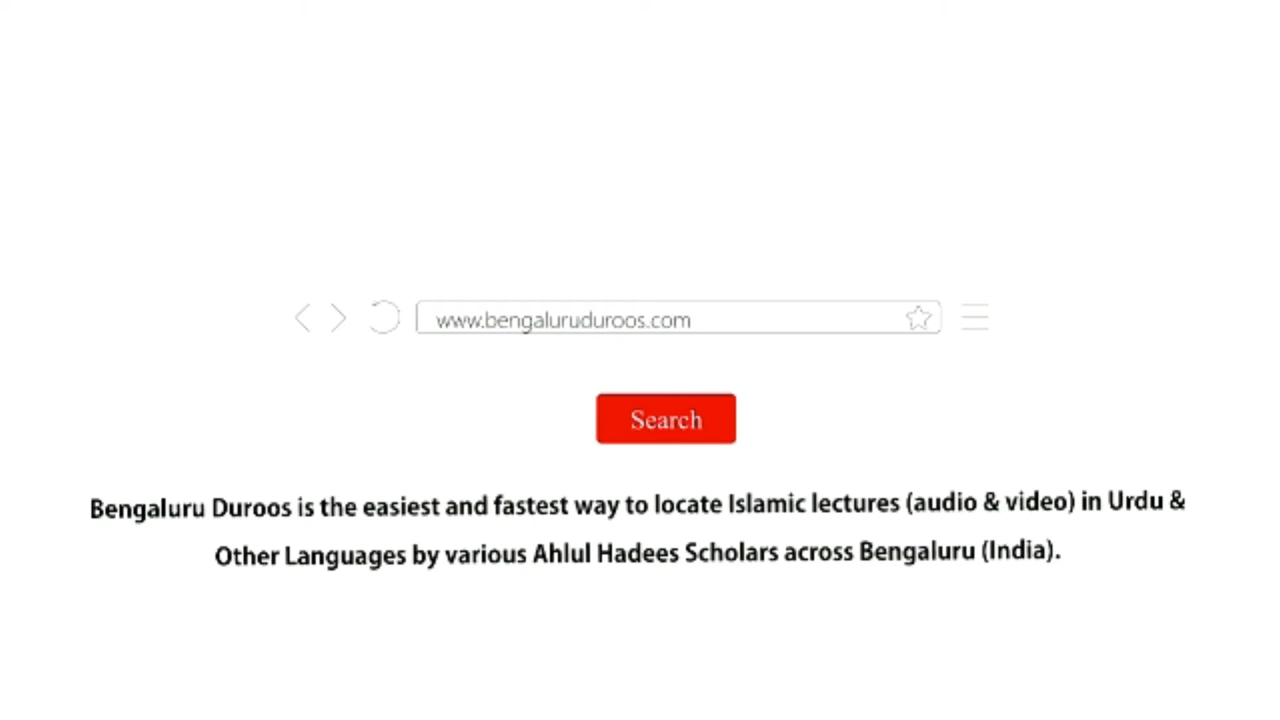 www.bengaluruduroos.com
Search
Bengaluru Duroos is the easiest and fastest way to locate Islamic lectures (audio & video) in Urdu &
Other Languages by various Ahlul Hadees Scholars across Bengaluru (India).